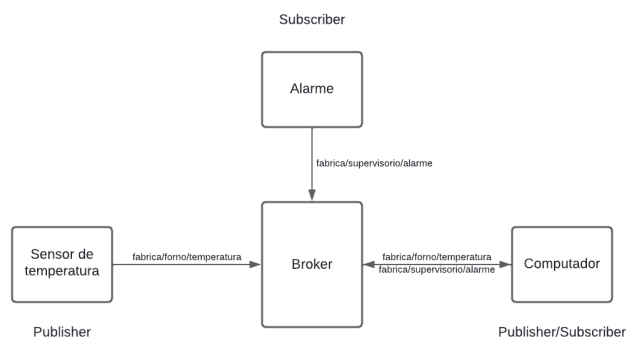 Subscriber
Alarme
fabrica/supervisorio/alarme
Sensor de
temperatura
fabrica/forno/temperatura
Broker
fabrica/forno/temperatura
fabrica/supervisorio/alarme
Computador
Publisher
Publisher/Subscriber